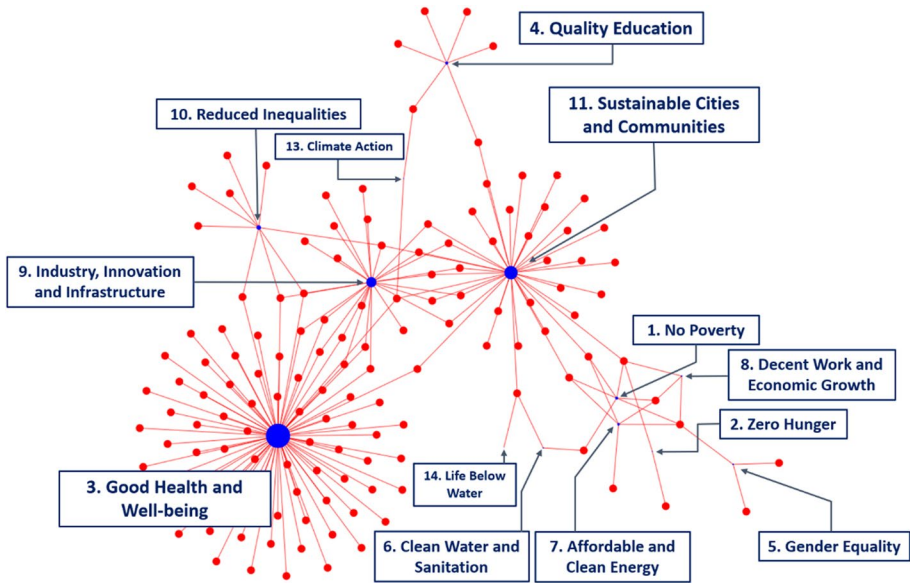 4. Quality Education
10. Reduced Inequalities
11. Sustainable Cities
and Communities
13. Climate Action
9. Industry, Innovation
and Infrastructure
1. No Poverty
8. Decent Work and
Economic Growth
2. Zero Hunger
3. Good Health and
Well-being
14. Life Below
Water
6. Clean Water and
Sanitation
7. Affordable and
Clean Energy
5. Gender Equality